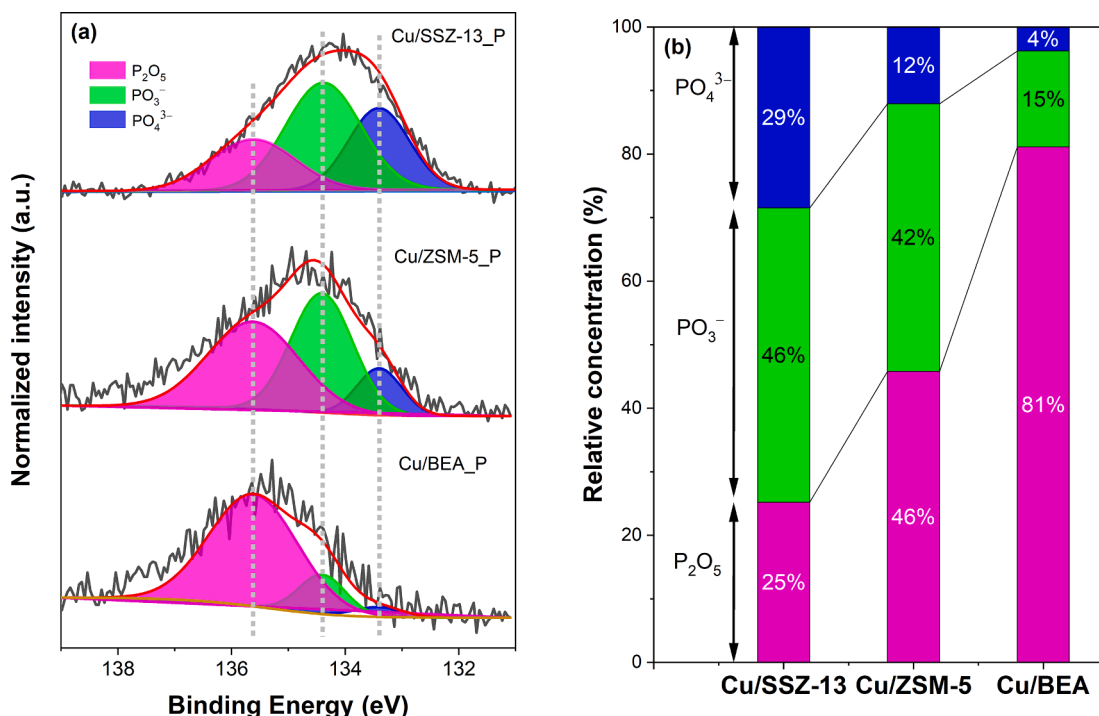 (a)
Cu/SSZ-13_P
P₂O₅
PO₃⁻
PO₄³⁻
Cu/ZSM-5_P
Cu/BEA_P
Normalized intensity (a.u.)
138 136 134 132
Binding Energy (eV)
(b)
100
80
60
40
20
0
Relative concentration (%)
PO₄³⁻
PO₃⁻
P₂O₅
29%
46%
25%
12%
42%
46%
4%
15%
81%
Cu/SSZ-13 Cu/ZSM-5 Cu/BEA